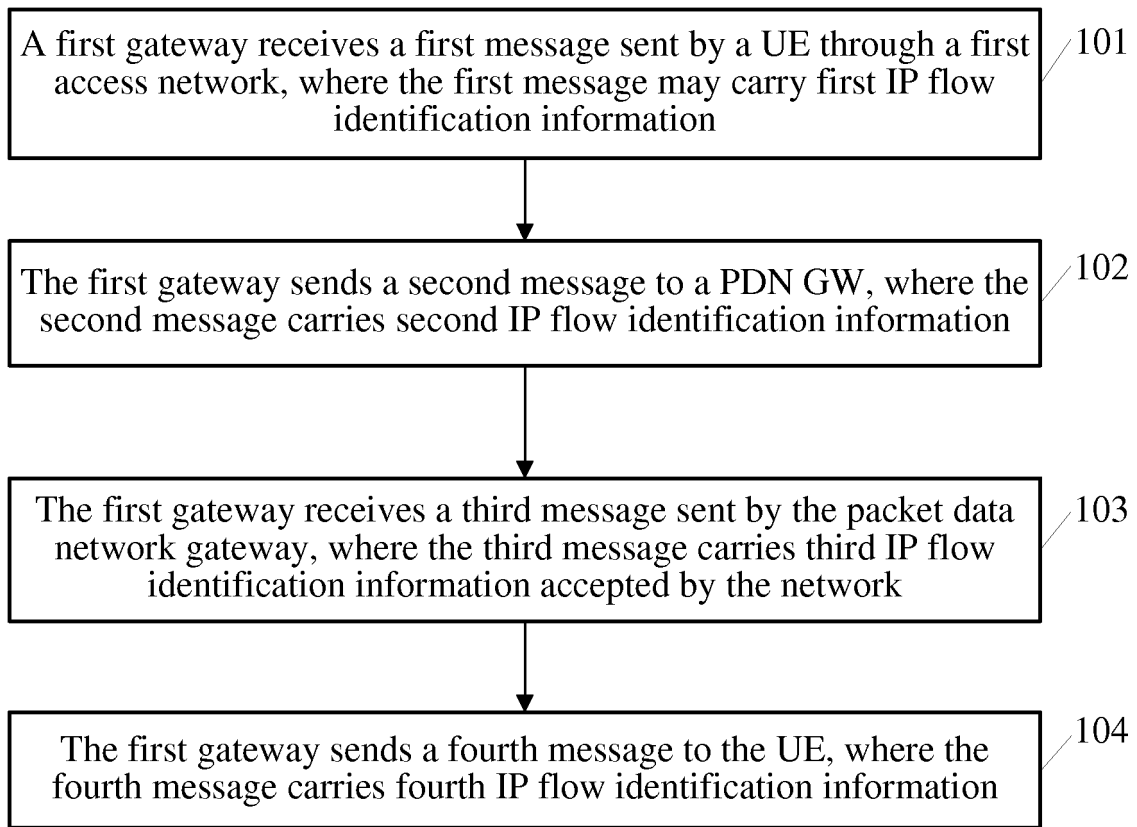 A first gateway receives a first message sent by a UE through a first
access network, where the first message may carry first IP flow
identification information
101
The first gateway sends a second message to a PDN GW, where the
second message carries second IP flow identification information
102
The first gateway receives a third message sent by the packet data
network gateway, where the third message carries third IP flow
identification information accepted by the network
103
The first gateway sends a fourth message to the UE, where the
fourth message carries fourth IP flow identification information
104